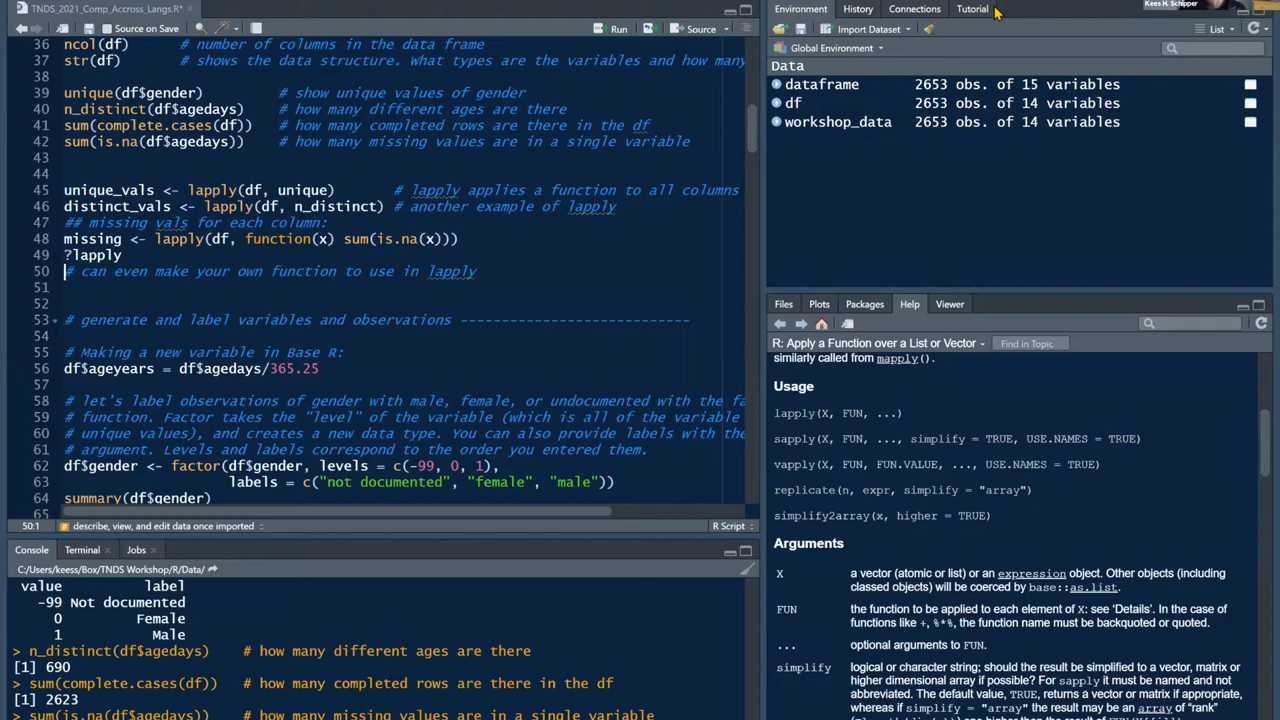 TNDS_2021_Comp_Accross_Langs.R*
Source on Save
Run
Source
36 ncol(df) # number of columns in the data frame
37 str(df) # shows the data structure. What types are the variables and how many
38
39 unique(df$gender) # show unique values of gender
40 n_distinct(df$agedays) # how many different ages are there
41 sum(complete.cases(df)) # how many completed rows are there in the df
42 sum(is.na(df$agedays)) # how many missing values are in a single variable
43
44
45 unique_vals <- lapply(df, unique) # lapply applies a function to all columns
46 distinct_vals <- lapply(df, n_distinct) # another example of lapply
47 ## missing vals for each column:
48 missing <- lapply(df, function(x) sum(is.na(x)))
49 ?lapply
50 # can even make your own function to use in lapply
51
52
53 # generate and label variables and observations ----------------------------
54
55 # Making a new variable in Base R:
56 df$ageyears = df$agedays/365.25
57
58 # let's label observations of gender with male, female, or undocumented with the fa
59 # function. Factor takes the "level" of the variable (which is all of the variable
60 # unique values), and creates a new data type. You can also provide labels with the
61 # argument. Levels and labels correspond to the order you entered them.
62 df$gender <- factor(df$gender, levels = c(-99, 0, 1),
63 labels = c("not documented", "female", "male"))
64 summary(df$gender)
65
50:1 describe, view, and edit data once imported R Script
Console Terminal Jobs
C:/Users/keess/Box/TNDS Workshop/R/Data/
value label
-99 Not documented
0 Female
1 Male
> n_distinct(df$agedays) # how many different ages are there
[1] 690
> sum(complete.cases(df)) # how many completed rows are there in the df
[1] 2623
> sum(is.na(df$agedays)) # how many missing values are in a single variable
Environment History Connections Tutorial
Kees H. Schipper
Import Dataset
List
Global Environment
Data
dataframe 2653 obs. of 15 variables
df 2653 obs. of 14 variables
workshop_data 2653 obs. of 14 variables
Files Plots Packages Help Viewer
R: Apply a Function over a List or Vector Find in Topic
similarly called from mapply().
Usage
lapply(X, FUN, ...)
sapply(X, FUN, ..., simplify = TRUE, USE.NAMES = TRUE)
vapply(X, FUN, FUN.VALUE, ..., USE.NAMES = TRUE)
replicate(n, expr, simplify = "array")
simplify2array(x, higher = TRUE)
Arguments
X a vector (atomic or list) or an expression object. Other objects (including
classed objects) will be coerced by base::as.list.
FUN the function to be applied to each element of X: see ‘Details’. In the case of
functions like +, %*%, the function name must be backquoted or quoted.
... optional arguments to FUN.
simplify logical or character string; should the result be simplified to a vector, matrix or
higher dimensional array if possible? For sapply it must be named and not
abbreviated. The default value, TRUE, returns a vector or matrix if appropriate,
whereas if simplify = "array" the result may be an array of “rank”